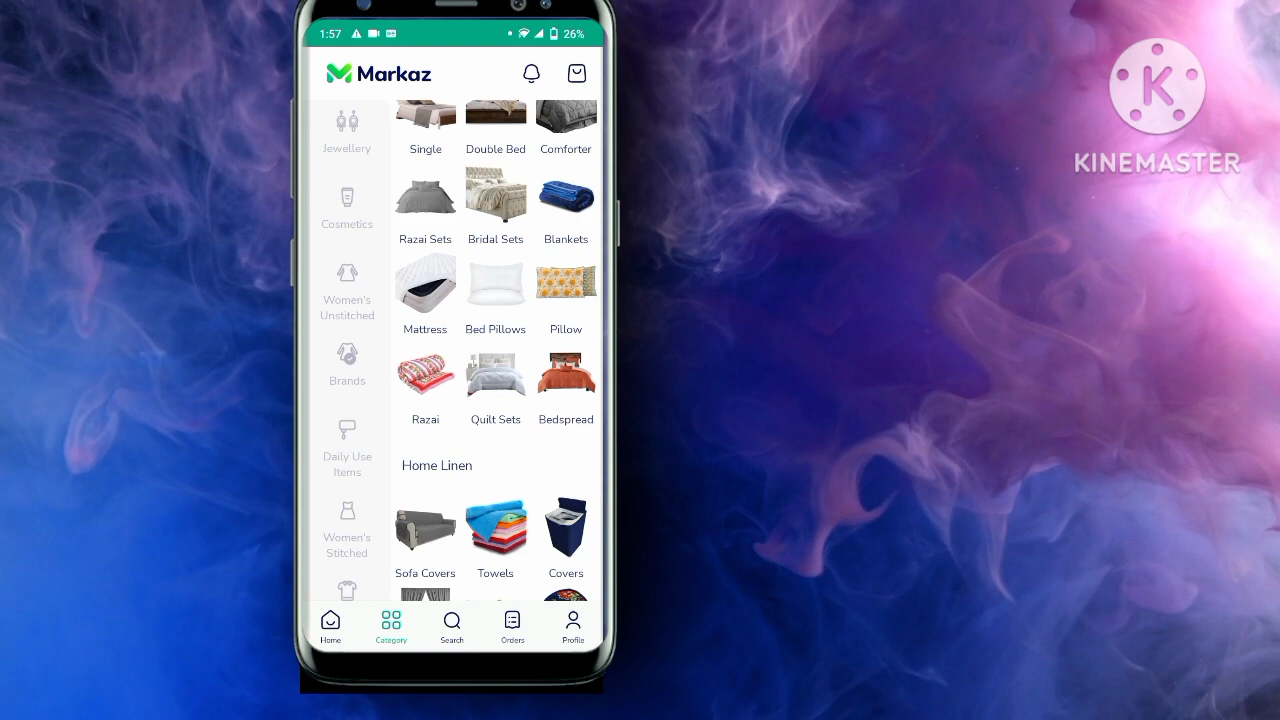 1:57
26%
Markaz
KINEMASTER
Jewellery
Single
Double Bed
Comforter
Cosmetics
Razai Sets
Bridal Sets
Blankets
Women's
Unstitched
Mattress
Bed Pillows
Pillow
Brands
Razai
Quilt Sets
Bedspread
Daily Use
Items
Home Linen
Women's
Stitched
Sofa Covers
Towels
Covers
Home
Category
Search
Orders
Profile